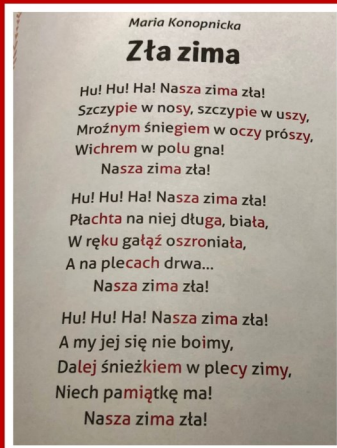 Maria Konopnicka
Zła zima
Hu! Hu! Ha! Nasza zima zła!
Szczypie w nosy, szczypie w uszy,
Mroźnym śniegiem w oczy prószy,
Wichrem w polu gna!
Nasza zima zła!
Hu! Hu! Ha! Nasza zima zła!
Płachta na niej długa, biała,
W ręku gałąź oszroniała,
A na plecach drwa...
Nasza zima zła!
Hu! Hu! Ha! Nasza zima zła!
A my jej się nie boimy,
Dalej śnieżkiem w plecy zimy,
Niech pamiątkę ma!
Nasza zima zła!